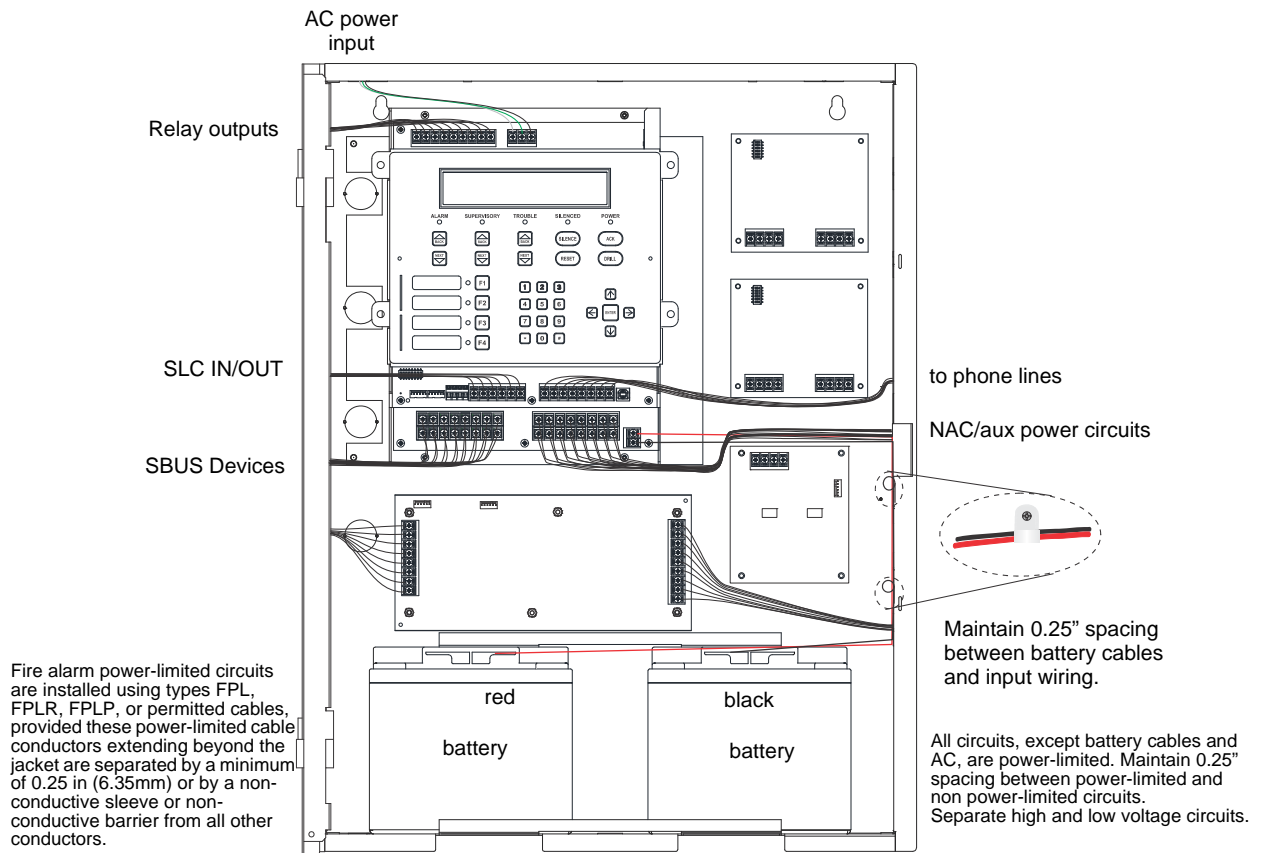 AC power
input
Relay outputs
ALARM SUPERVISORY TROUBLE SILENCED POWER
BACK BACK BACK SILENCE ACK
NEXT NEXT NEXT RESET DRILL
F1 1 2 3
F2 4 5 6
ENTER
F3 7 8 9
F4 0
SLC IN/OUT
to phone lines
NAC/aux power circuits
SBUS Devices
Maintain 0.25” spacing
between battery cables
and input wiring.
Fire alarm power-limited circuits
are installed using types FPL,
FPLR, FPLP, or permitted cables,
provided these power-limited cable
conductors extending beyond the
jacket are separated by a minimum
of 0.25 in (6.35mm) or by a non-
conductive sleeve or non-
conductive barrier from all other
conductors.
red
battery
black
battery
All circuits, except battery cables and
AC, are power-limited. Maintain 0.25”
spacing between power-limited and
non power-limited circuits.
Separate high and low voltage circuits.